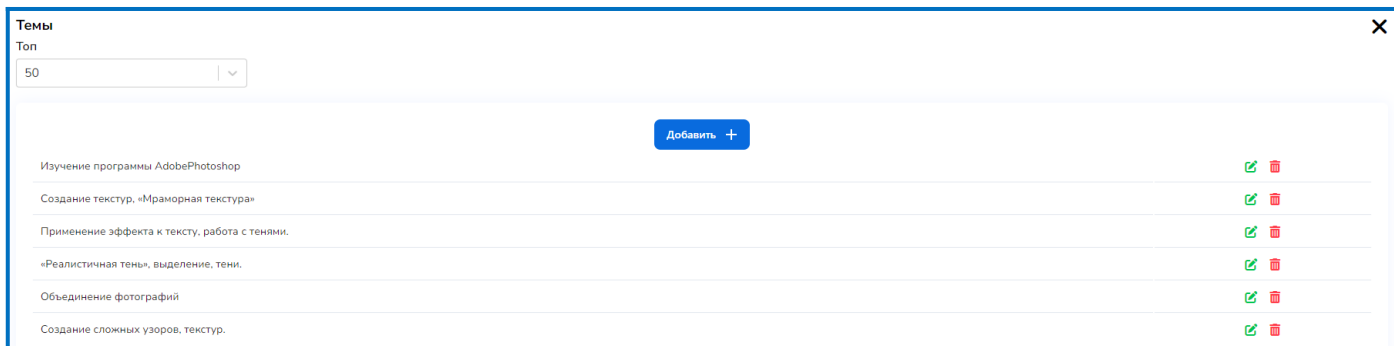 Темы
Топ
50
Добавить +
Изучение программы AdobePhotoshop
Создание текстур, «Мраморная текстура»
Применение эффекта к тексту, работа с тенями.
«Реалистичная тень», выделение, тени.
Объединение фотографий
Создание сложных узоров, текстур.